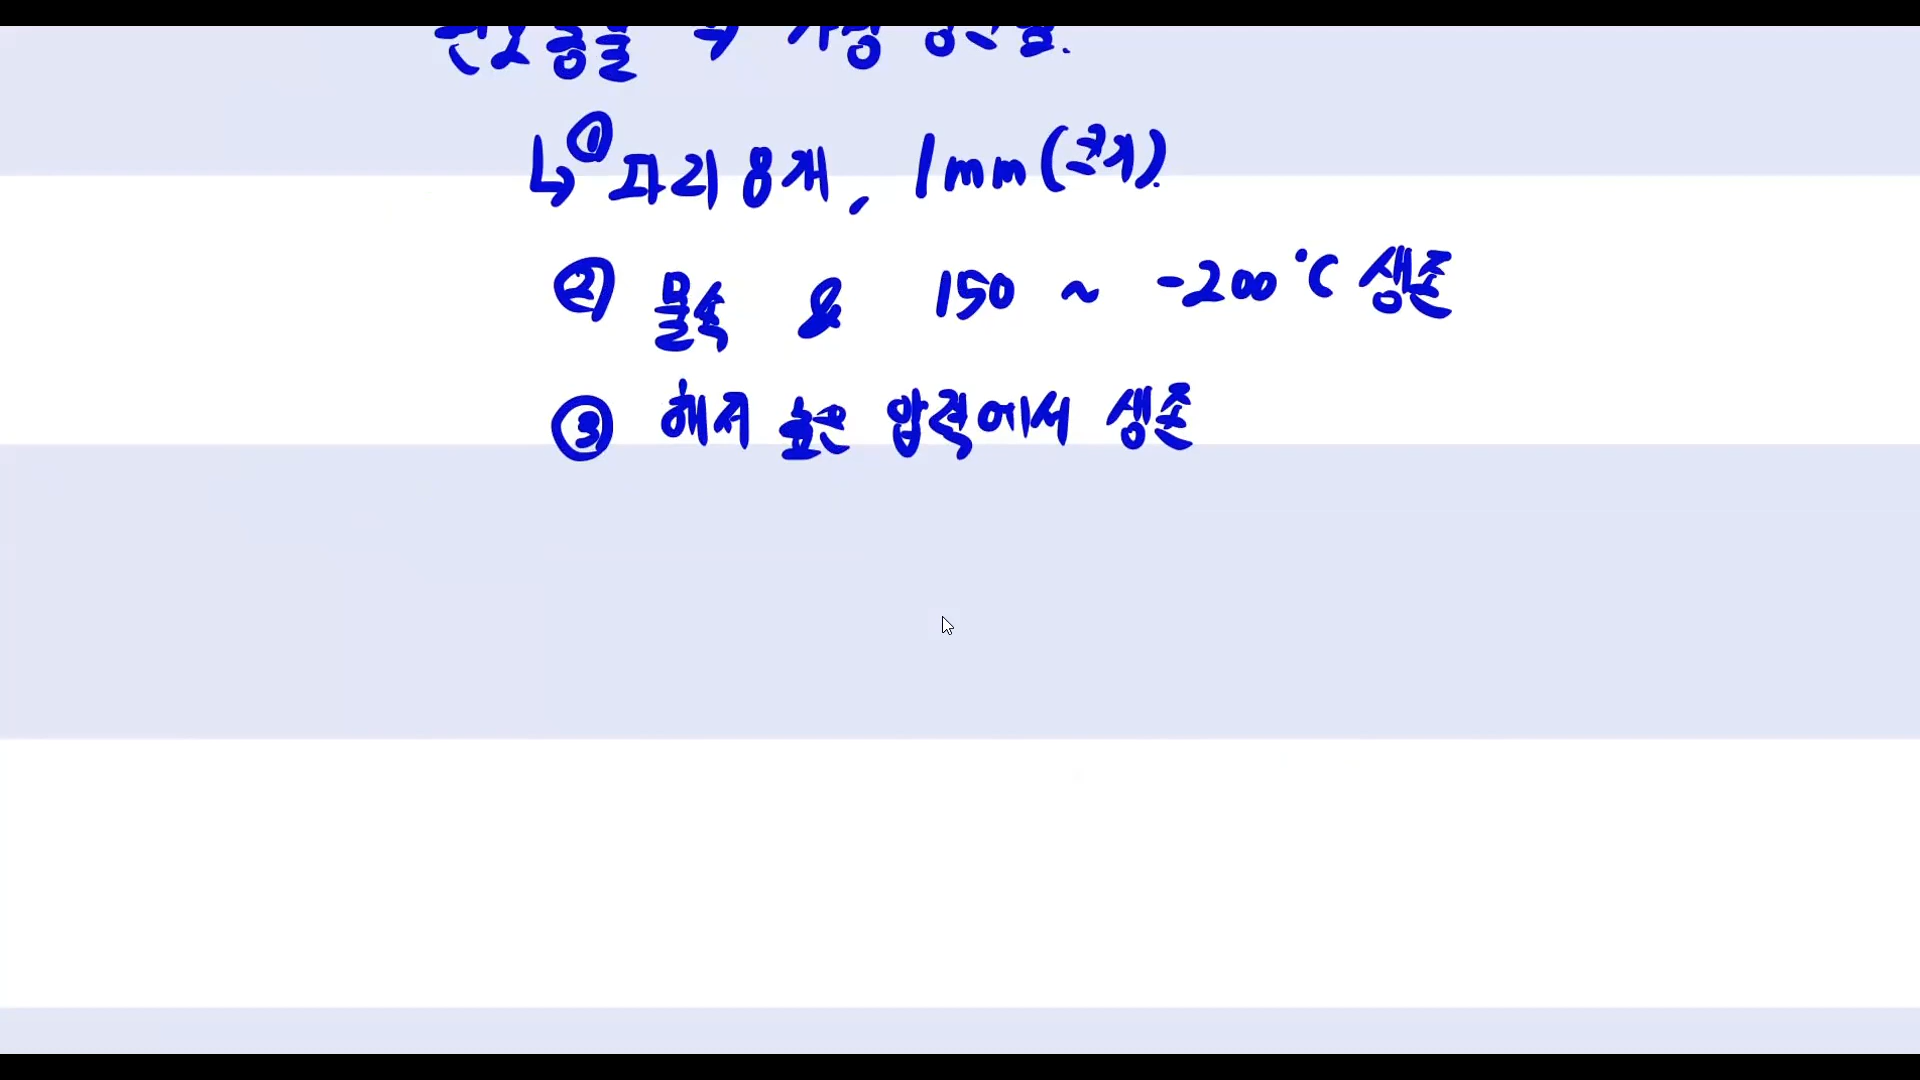 ↳ ① 다리 8개, 1mm(크기).
② 물속 & 150 ~ -200°C 생존
③ 해저 높은 압력에서 생존